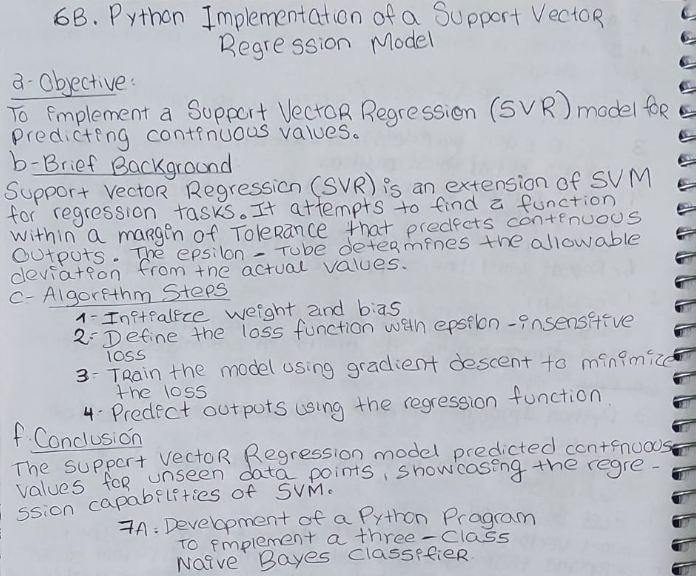 6B. Python Implementation of a Support Vector
Regression Model
a- Objective:
To implement a Support Vector Regression (SVR) model for
predicting continuous values.
b- Brief Background
Support Vector Regression (SVR) is an extension of SVM
for regression tasks. It attempts to find a function
within a margin of Tolerance that predicts continuous
Outputs. The epsilon - Tube determines the allowable
deviation from the actual values.
C- Algorithm Steps
1- Initialize weight and bias
2- Define the loss function with epsilon -insensitive
loss
3- Train the model using gradient descent to minimize
the loss
4- Predict outputs using the regression function.
f. Conclusion
The support vector Regression model predicted continuous
values for unseen data points, showcasing the regre-
ssion capabilities of SVM.
7A: Development of a Python Program
To implement a three-Class
Naive Bayes Classifier.